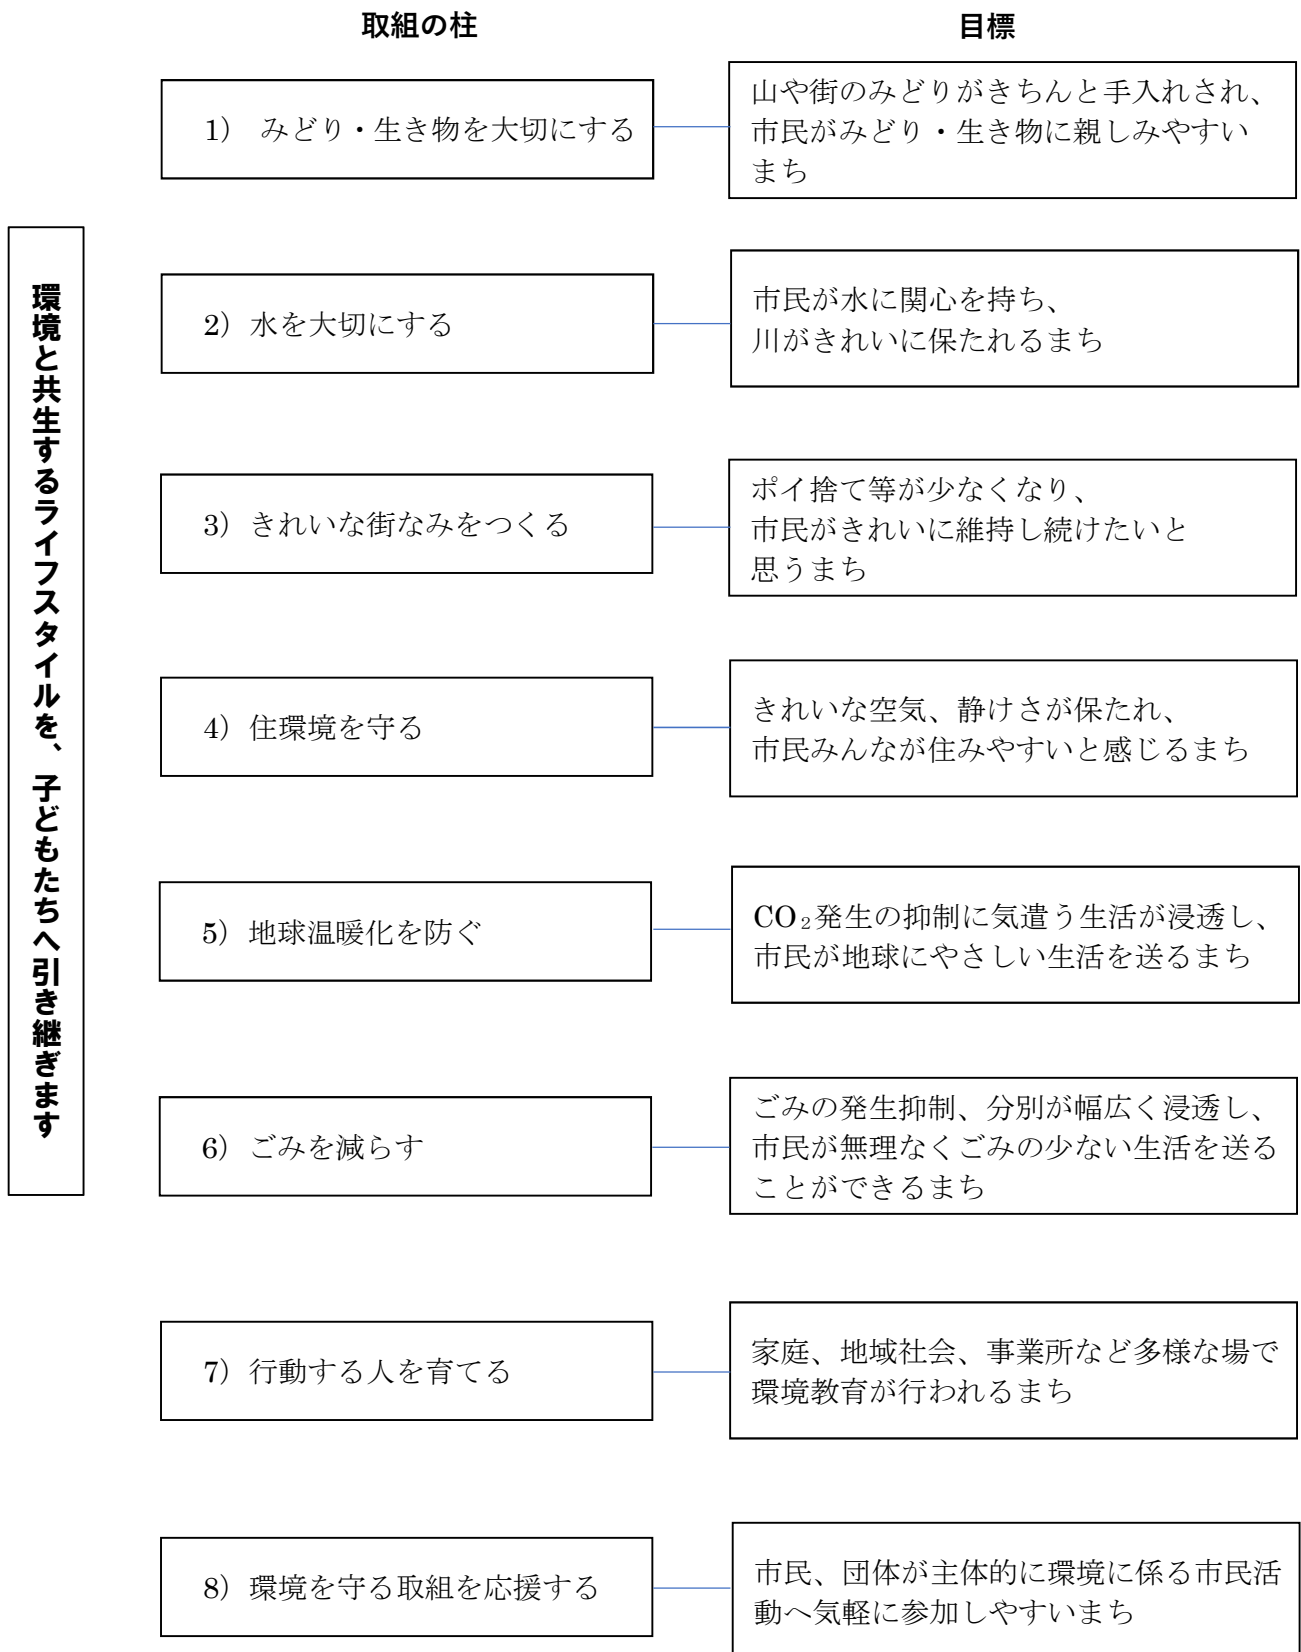 取組の柱
目標
環境と共生するライフスタイルを、子どもたちへ引き継ぎます
1） みどり・生き物を大切にする
山や街のみどりがきちんと手入れされ、
市民がみどり・生き物に親しみやすい
まち
2）水を大切にする
市民が水に関心を持ち、
川がきれいに保たれるまち
3）きれいな街なみをつくる
ポイ捨て等が少なくなり、
市民がきれいに維持し続けたいと
思うまち
4）住環境を守る
きれいな空気、静けさが保たれ、
市民みんなが住みやすいと感じるまち
5）地球温暖化を防ぐ
CO₂発生の抑制に気遣う生活が浸透し、
市民が地球にやさしい生活を送るまち
6）ごみを減らす
ごみの発生抑制、分別が幅広く浸透し、
市民が無理なくごみの少ない生活を送る
ことができるまち
7）行動する人を育てる
家庭、地域社会、事業所など多様な場で
環境教育が行われるまち
8）環境を守る取組を応援する
市民、団体が主体的に環境に係る市民活
動へ気軽に参加しやすいまち